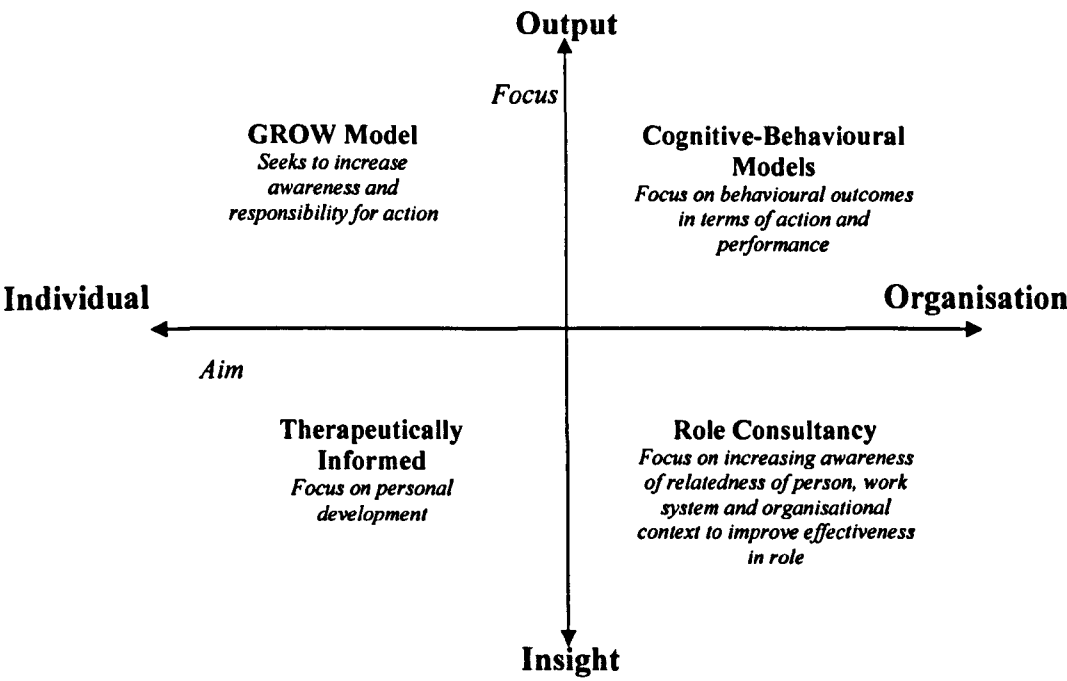 Output
Focus
GROW Model
Seeks to increase
awareness and
responsibility for action
Cognitive-Behavioural
Models
Focus on behavioural outcomes
in terms of action and
performance
Individual
Organisation
Aim
Therapeutically
Informed
Focus on personal
development
Role Consultancy
Focus on increasing awareness
of relatedness of person, work
system and organisational
context to improve effectiveness
in role
Insight